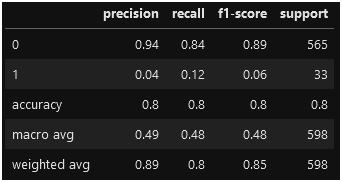 precision recall f1-score support
0 0.94 0.84 0.89 565
1 0.04 0.12 0.06 33
accuracy 0.8 0.8 0.8 0.8
macro avg 0.49 0.48 0.48 598
weighted avg 0.89 0.8 0.85 598